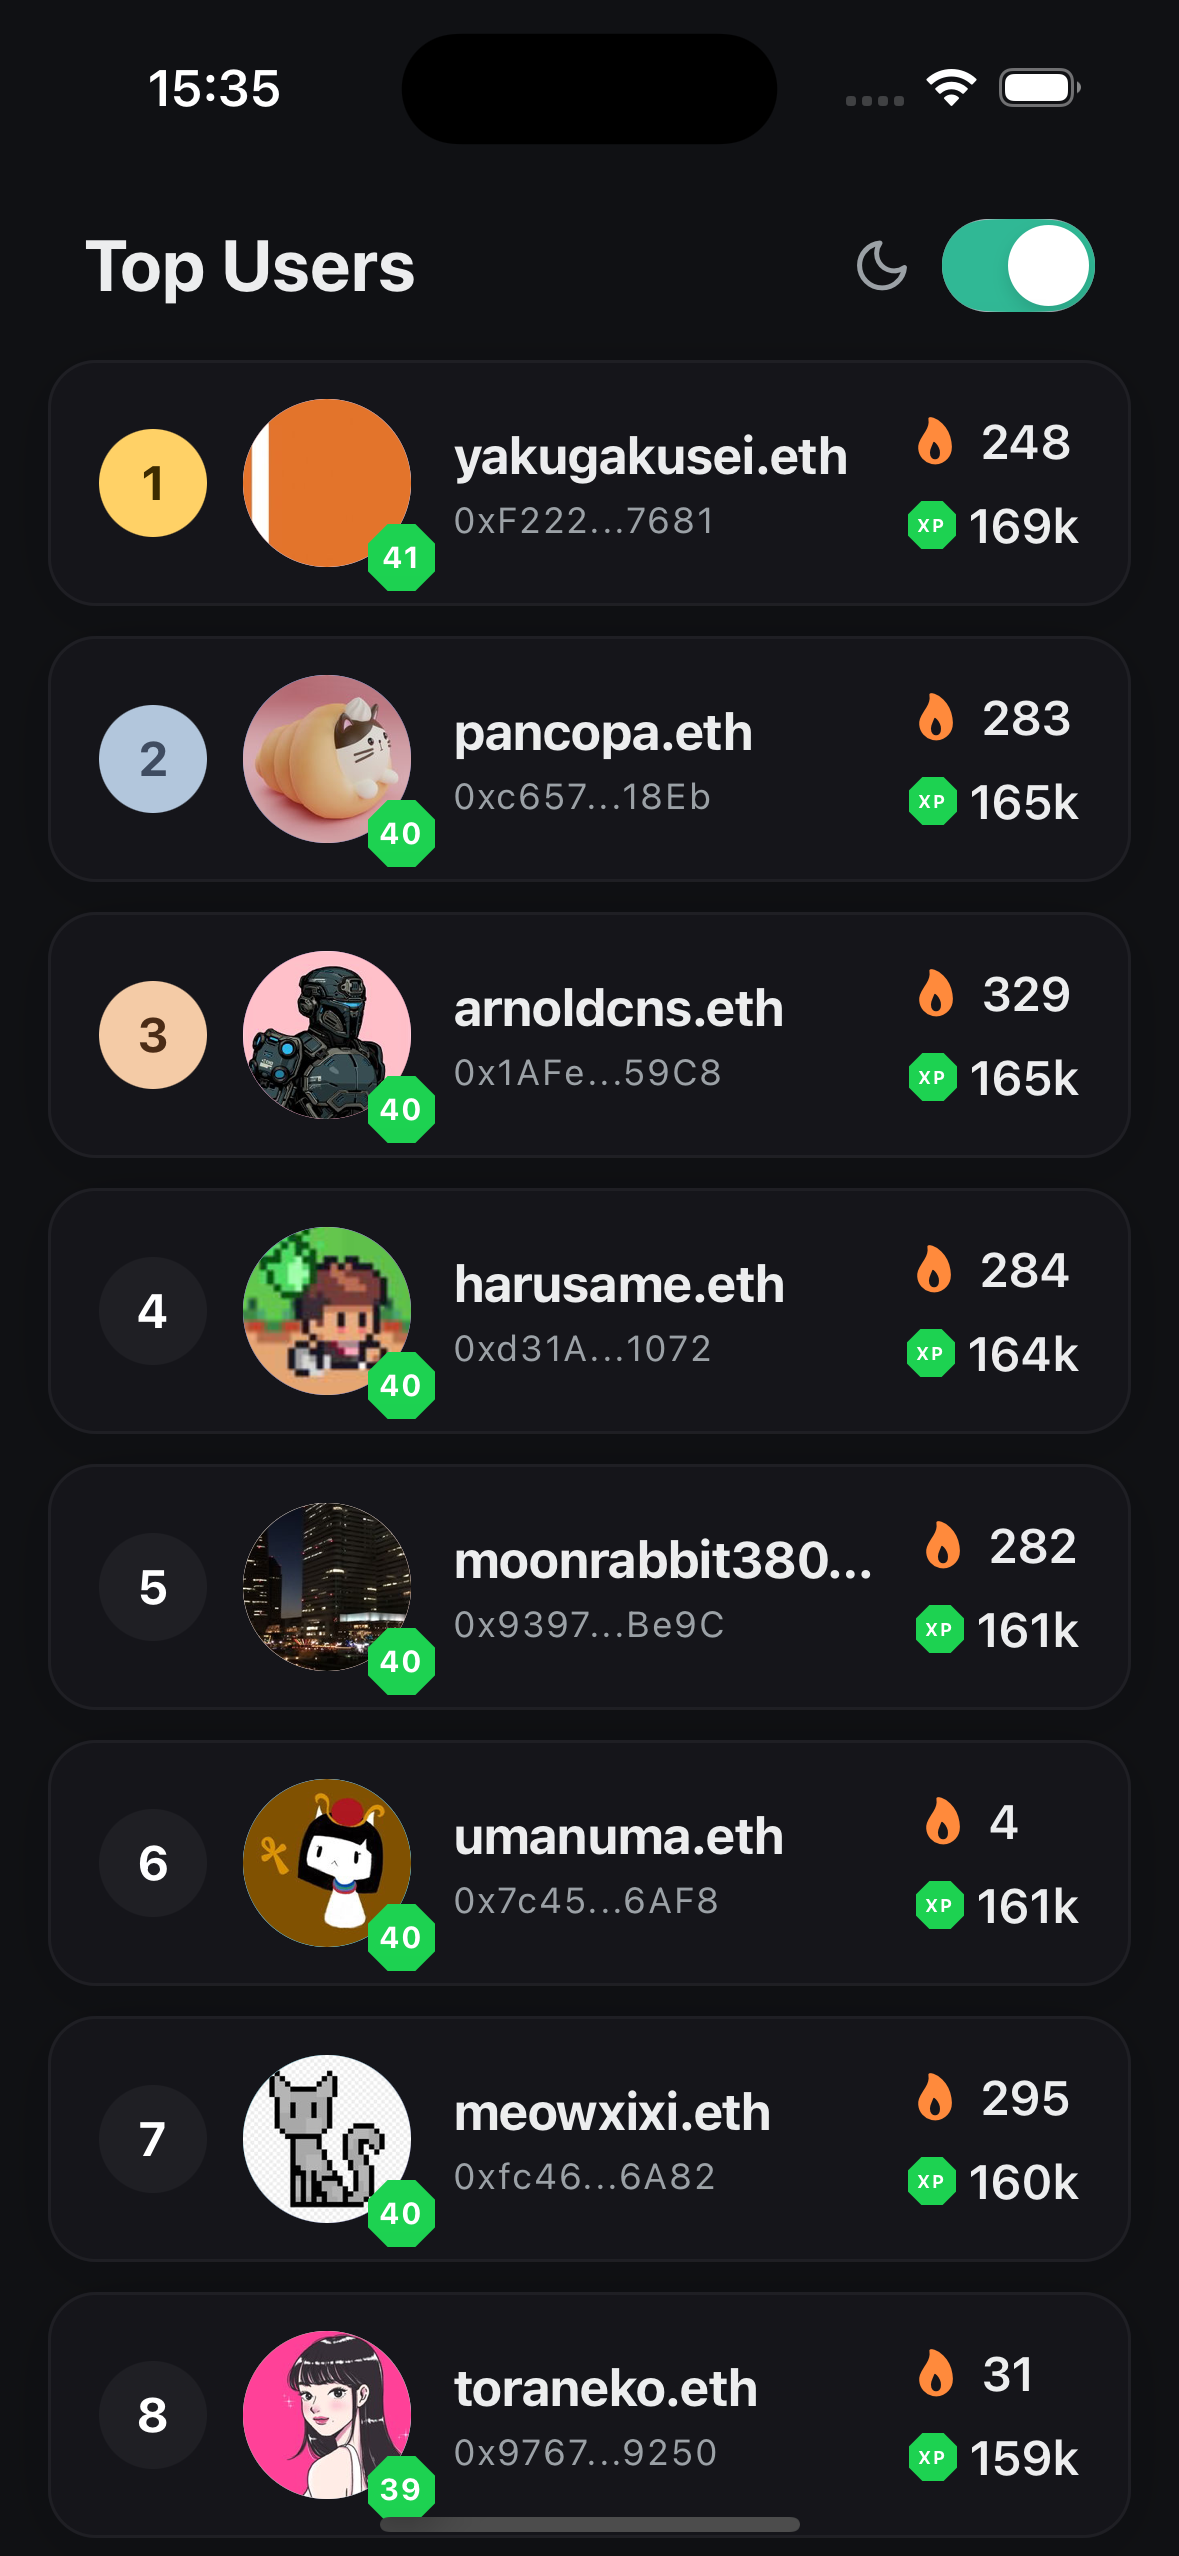 15:35
Top Users
1
41
yakugakusei.eth
0xF222...7681
248
XP 169k
2
40
pancopa.eth
0xc657...18Eb
283
XP 165k
3
40
arnoldcns.eth
0x1AFe...59C8
329
XP 165k
4
40
harusame.eth
0xd31A...1072
284
XP 164k
5
40
moonrabbit380...
0x9397...Be9C
282
XP 161k
6
40
umanuma.eth
0x7c45...6AF8
4
XP 161k
7
40
meowxixi.eth
0xfc46...6A82
295
XP 160k
8
39
toraneko.eth
0x9767...9250
31
XP 159k